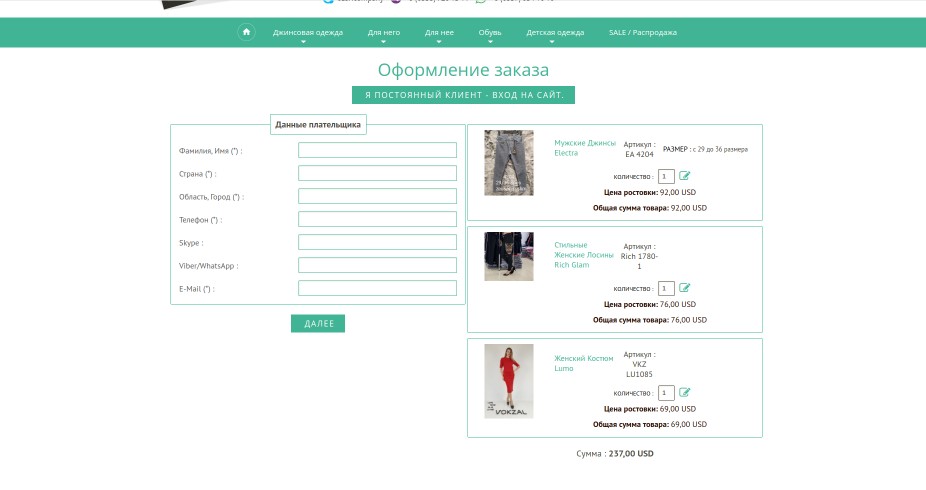 Джинсовая одежда
Для него
Для нее
Обувь
Детская одежда
SALE / Распродажа
Оформление заказа
Я ПОСТОЯННЫЙ КЛИЕНТ - ВХОД НА САЙТ.
Данные плательщика
Фамилия, Имя (*) :
Страна (*) :
Область, Город (*) :
Телефон (*) :
Skype :
Viber/WhatsApp :
E-Mail (*) :
ДАЛЕЕ
Мужские Джинсы
Electra
Артикул :
EA 4204
РАЗМЕР : с 29 до 36 размера
количество : 1
Цена ростовки: 92,00 USD
Общая сумма товара: 92,00 USD
Стильные
Женские Лосины
Rich Glam
Артикул :
Rich 1780-
1
количество : 1
Цена ростовки: 76,00 USD
Общая сумма товара: 76,00 USD
Женский Костюм
Lumo
Артикул :
VKZ
LU1085
количество : 1
Цена ростовки: 69,00 USD
Общая сумма товара: 69,00 USD
VOKZAL
Сумма : 237,00 USD